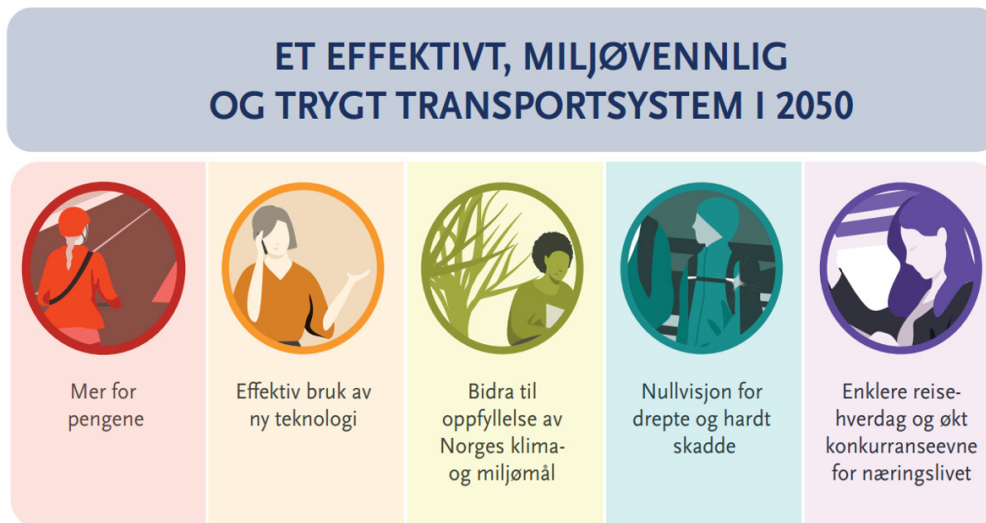 ET EFFEKTIVT, MILJØVENNLIG
OG TRYGT TRANSPORTSYSTEM I 2050
Mer for
pengene
Effektiv bruk av
ny teknologi
Bidra til
oppfyllelse av
Norges klima-
og miljømål
Nullvisjon for
drepte og hardt
skadde
Enklere reise-
hverdag og økt
konkurranseevne
for næringslivet